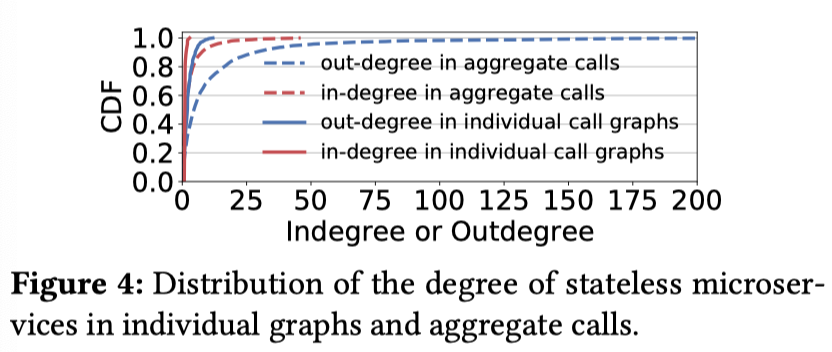 1.0
0.8
0.6
0.4
0.2
0.0
CDF
out-degree in aggregate calls
in-degree in aggregate calls
out-degree in individual call graphs
in-degree in individual call graphs
0 25 50 75 100 125 150 175 200
Indegree or Outdegree
Figure 4: Distribution of the degree of stateless microser-
vices in individual graphs and aggregate calls.